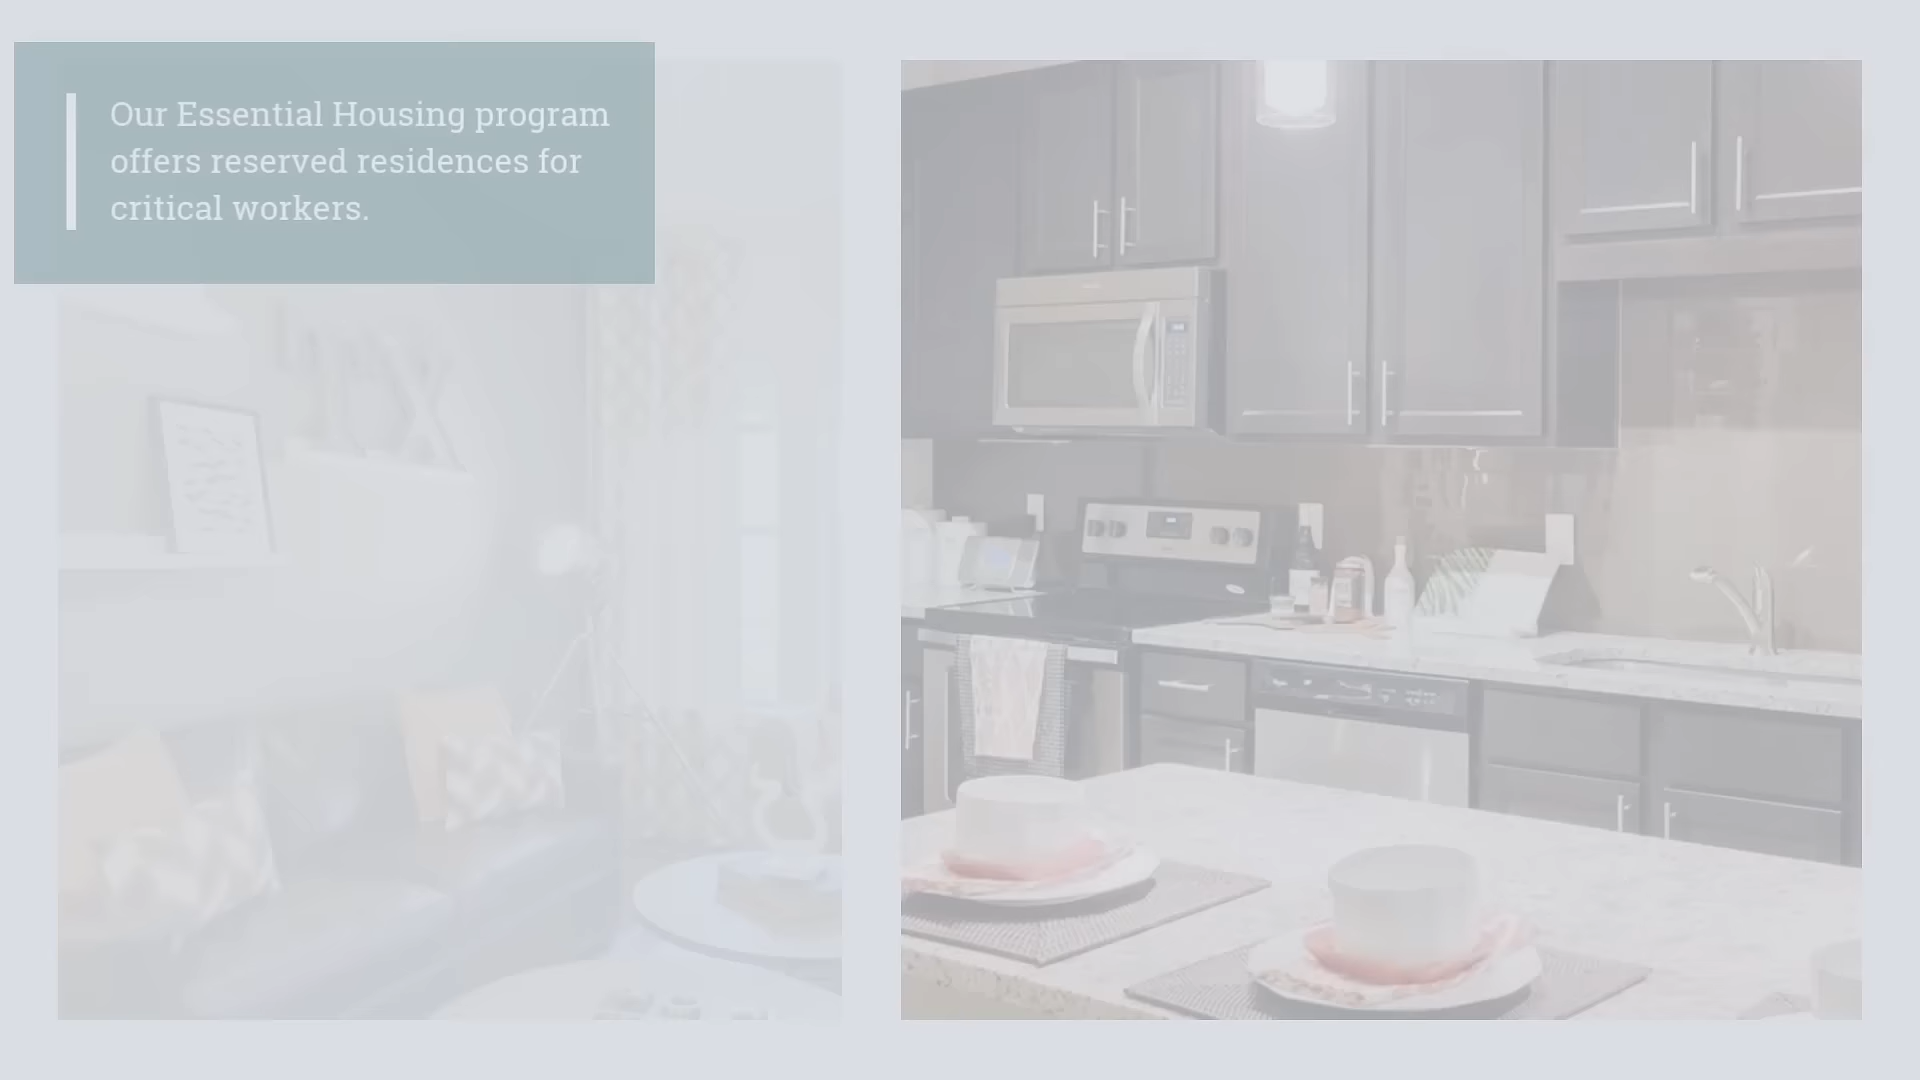 Our Essential Housing program
offers reserved residences for
critical workers.